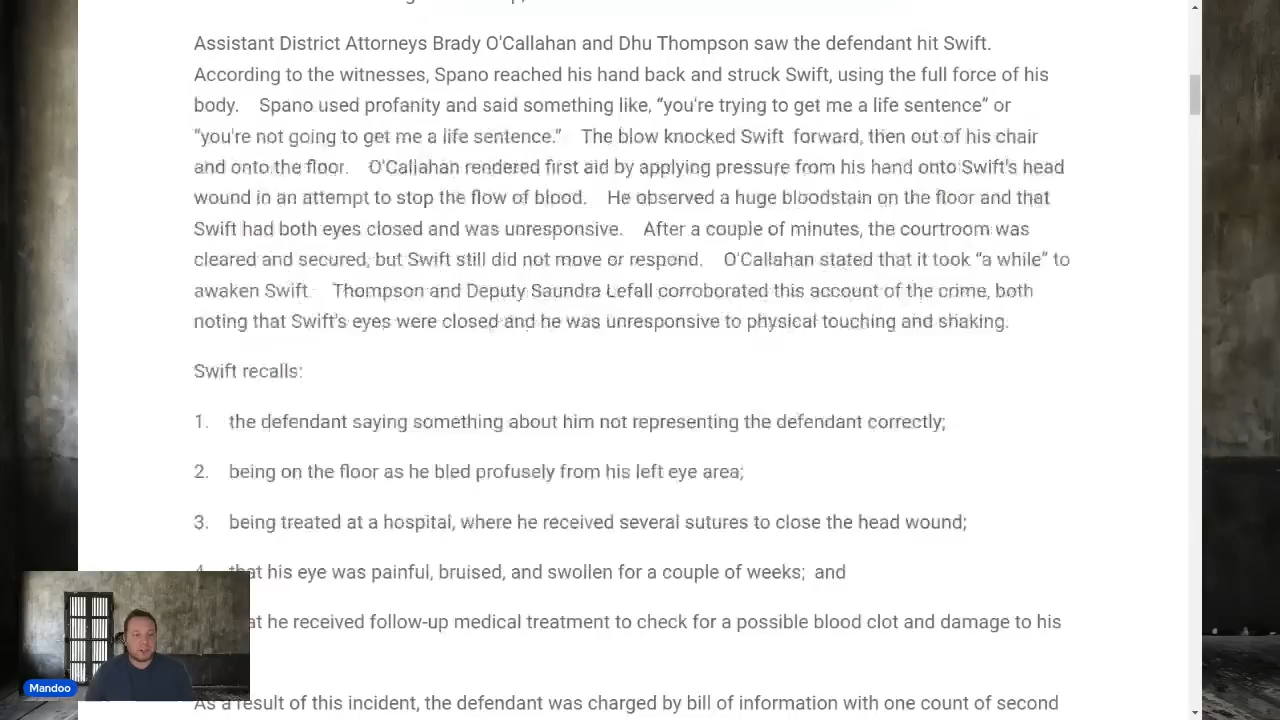 Assistant District Attorneys Brady O'Callahan and Dhu Thompson saw the defendant hit Swift.
According to the witnesses, Spano reached his hand back and struck Swift, using the full force of his
body. Spano used profanity and said something like, “you're trying to get me a life sentence” or
“you're not going to get me a life sentence.” The blow knocked Swift forward, then out of his chair
and onto the floor. O'Callahan rendered first aid by applying pressure from his hand onto Swift's head
wound in an attempt to stop the flow of blood. He observed a huge bloodstain on the floor and that
Swift had both eyes closed and was unresponsive. After a couple of minutes, the courtroom was
cleared and secured, but Swift still did not move or respond. O'Callahan stated that it took “a while” to
awaken Swift Thompson and Deputy Saundra Lefall corroborated this account of the crime, both
noting that Swift's eyes were closed and he was unresponsive to physical touching and shaking.
Swift recalls:
1. the defendant saying something about him not representing the defendant correctly;
2. being on the floor as he bled profusely from his left eye area;
3. being treated at a hospital, where he received several sutures to close the head wound;
4. that his eye was painful, bruised, and swollen for a couple of weeks; and
he received follow-up medical treatment to check for a possible blood clot and damage to his
Mandoo
As a result of this incident, the defendant was charged by bill of information with one count of second